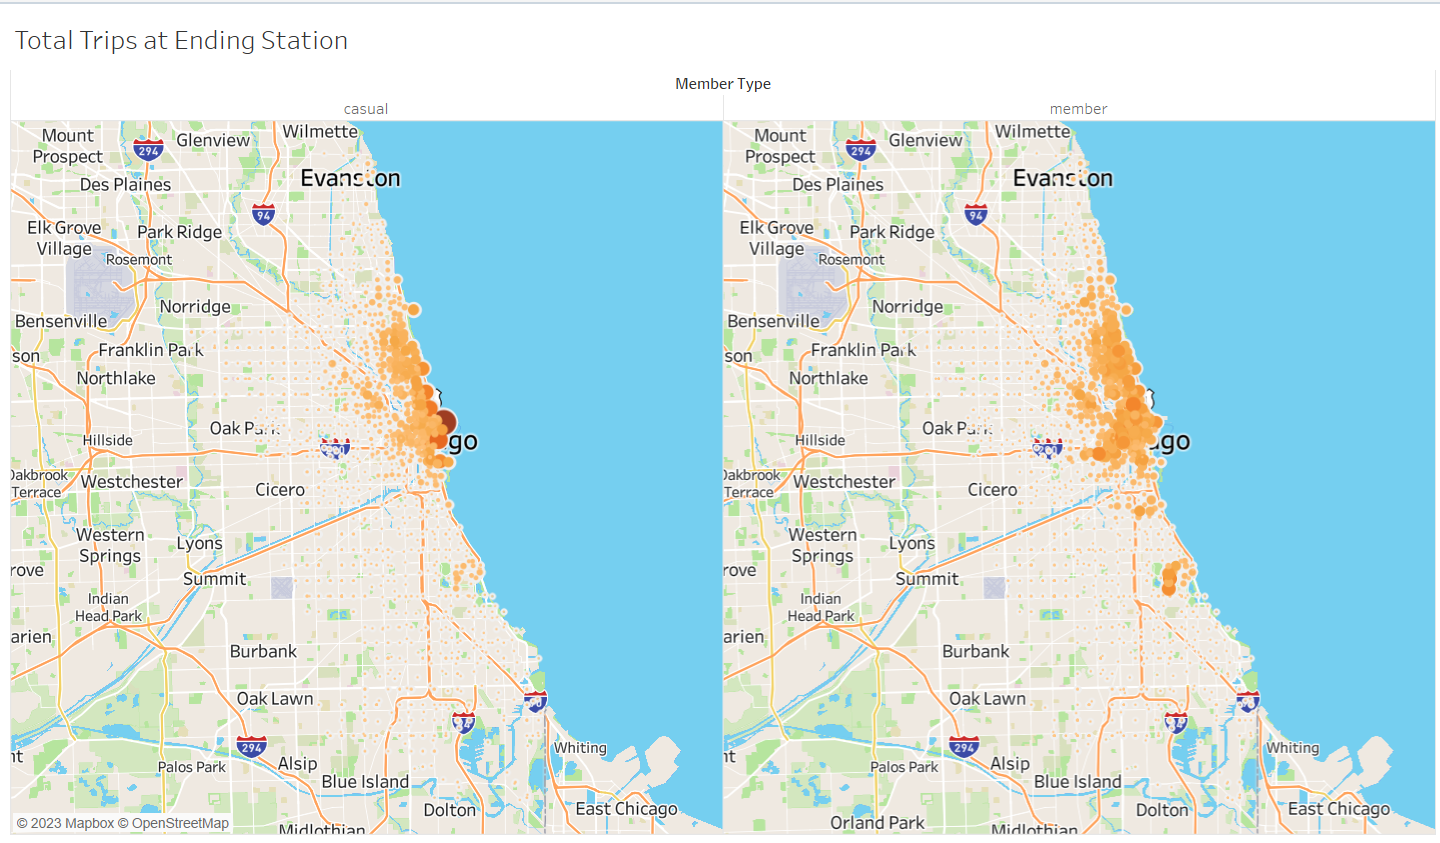 Total Trips at Ending Station
Member Type
casual
member
Mount
Prospect
294
Glenview
Wilmette
Des Plaines
Evanston
94
Elk Grove
Village
Park Ridge
Rosemont
Norridge
Bensenville
son
Franklin Park
Northlake
Oak Park
Hillside
go
Oakbrook
Terrace
Westchester
Cicero
Western
Springs
Lyons
rove
Summit
Indian
Head Park
arien
Burbank
Oak Lawn
294
nt
Palos Park
Alsip
Whiting
Blue Island
Dolton
East Chicago
© 2023 Mapbox © OpenStreetMap
Midlothian
Mount
Prospect
294
Glenview
Wilmette
Des Plaines
Evanston
94
Elk Grove
Village
Park Ridge
Rosemont
Norridge
Bensenville
son
Franklin Park
Northlake
Oak Park
Hillside
ago
Oakbrook
Terrace
Westchester
Cicero
Western
Springs
Lyons
rove
Summit
Indian
Head Park
arien
Burbank
Oak Lawn
294
nt
Palos Park
Alsip
Whiting
Blue Island
Dolton
East Chicago
Orland Park
Midlothian